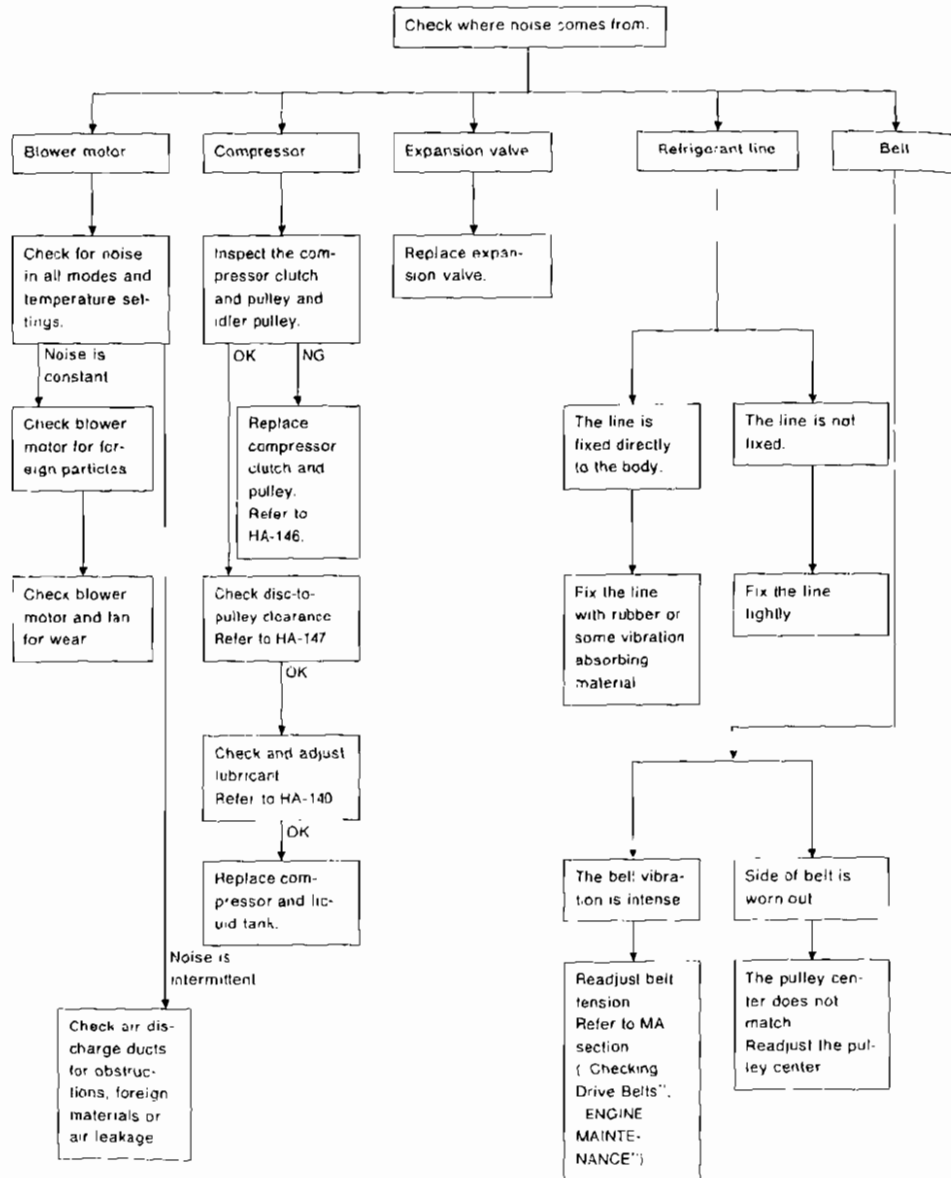 Check where noise comes from.
Blower motor
Compressor
Expansion valve
Refrigerant line
Belt
Check for noise
in all modes and
temperature set-
tings.
Inspect the com-
pressor clutch
and pulley and
idler pulley.
Replace expan-
sion valve.
Noise is
constant
OK
NG
Check blower
motor for for-
eign particles
Replace
compressor
clutch and
pulley.
Refer to
HA-146.
The line is
fixed directly
to the body.
The line is not
fixed.
Check blower
motor and fan
for wear
Check disc-to-
pulley clearance
Refer to HA-147
Fix the line
with rubber or
some vibration
absorbing
material
Fix the line
tightly
OK
Check and adjust
lubricant
Refer to HA-140
OK
Replace com-
pressor and liq-
uid tank.
The belt vibra-
tion is intense
Side of belt is
worn out
Noise is
intermittent
Check air dis-
charge ducts
for obstruc-
tions, foreign
materials or
air leakage
Readjust belt
tension
Refer to MA
section
( Checking
Drive Belts",
ENGINE
MAINTE-
NANCE")
The pulley cen-
ter does not
match
Readjust the pul-
ley center